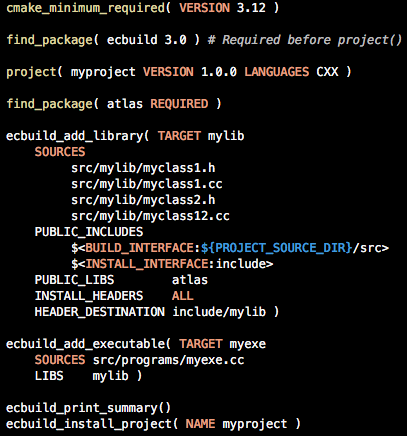 cmake_minimum_required( VERSION 3.12 )
find_package( ecbuild 3.0 ) # Required before project()
project( myproject VERSION 1.0.0 LANGUAGES CXX )
find_package( atlas REQUIRED )
ecbuild_add_library( TARGET mylib
    SOURCES
        src/mylib/myclass1.h
        src/mylib/myclass1.cc
        src/mylib/myclass2.h
        src/mylib/myclass12.cc
    PUBLIC_INCLUDES
        $<BUILD_INTERFACE:${PROJECT_SOURCE_DIR}/src>
        $<INSTALL_INTERFACE:include>
    PUBLIC_LIBS        atlas
    INSTALL_HEADERS    ALL
    HEADER_DESTINATION include/mylib )
ecbuild_add_executable( TARGET myexe
    SOURCES src/programs/myexe.cc
    LIBS    mylib )
ecbuild_print_summary()
ecbuild_install_project( NAME myproject )